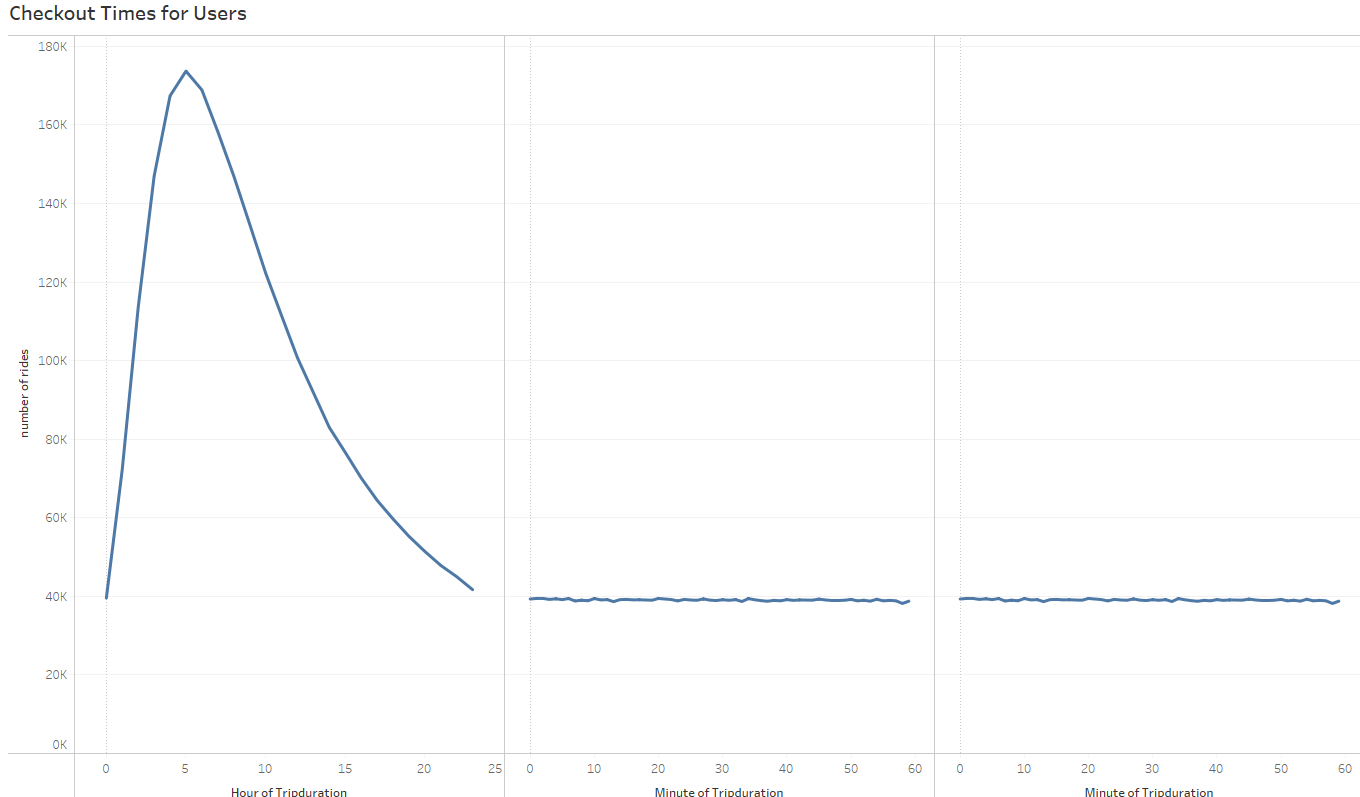 Checkout Times for Users
180K
160K
140K
120K
100K
80K
60K
40K
20K
0K
number of rides
0 5 10 15 20 25 0 10 20 30 40 50 60 0 10 20 30 40 50 60
Hour of Tripduration Minute of Tripduration Minute of Tripduration